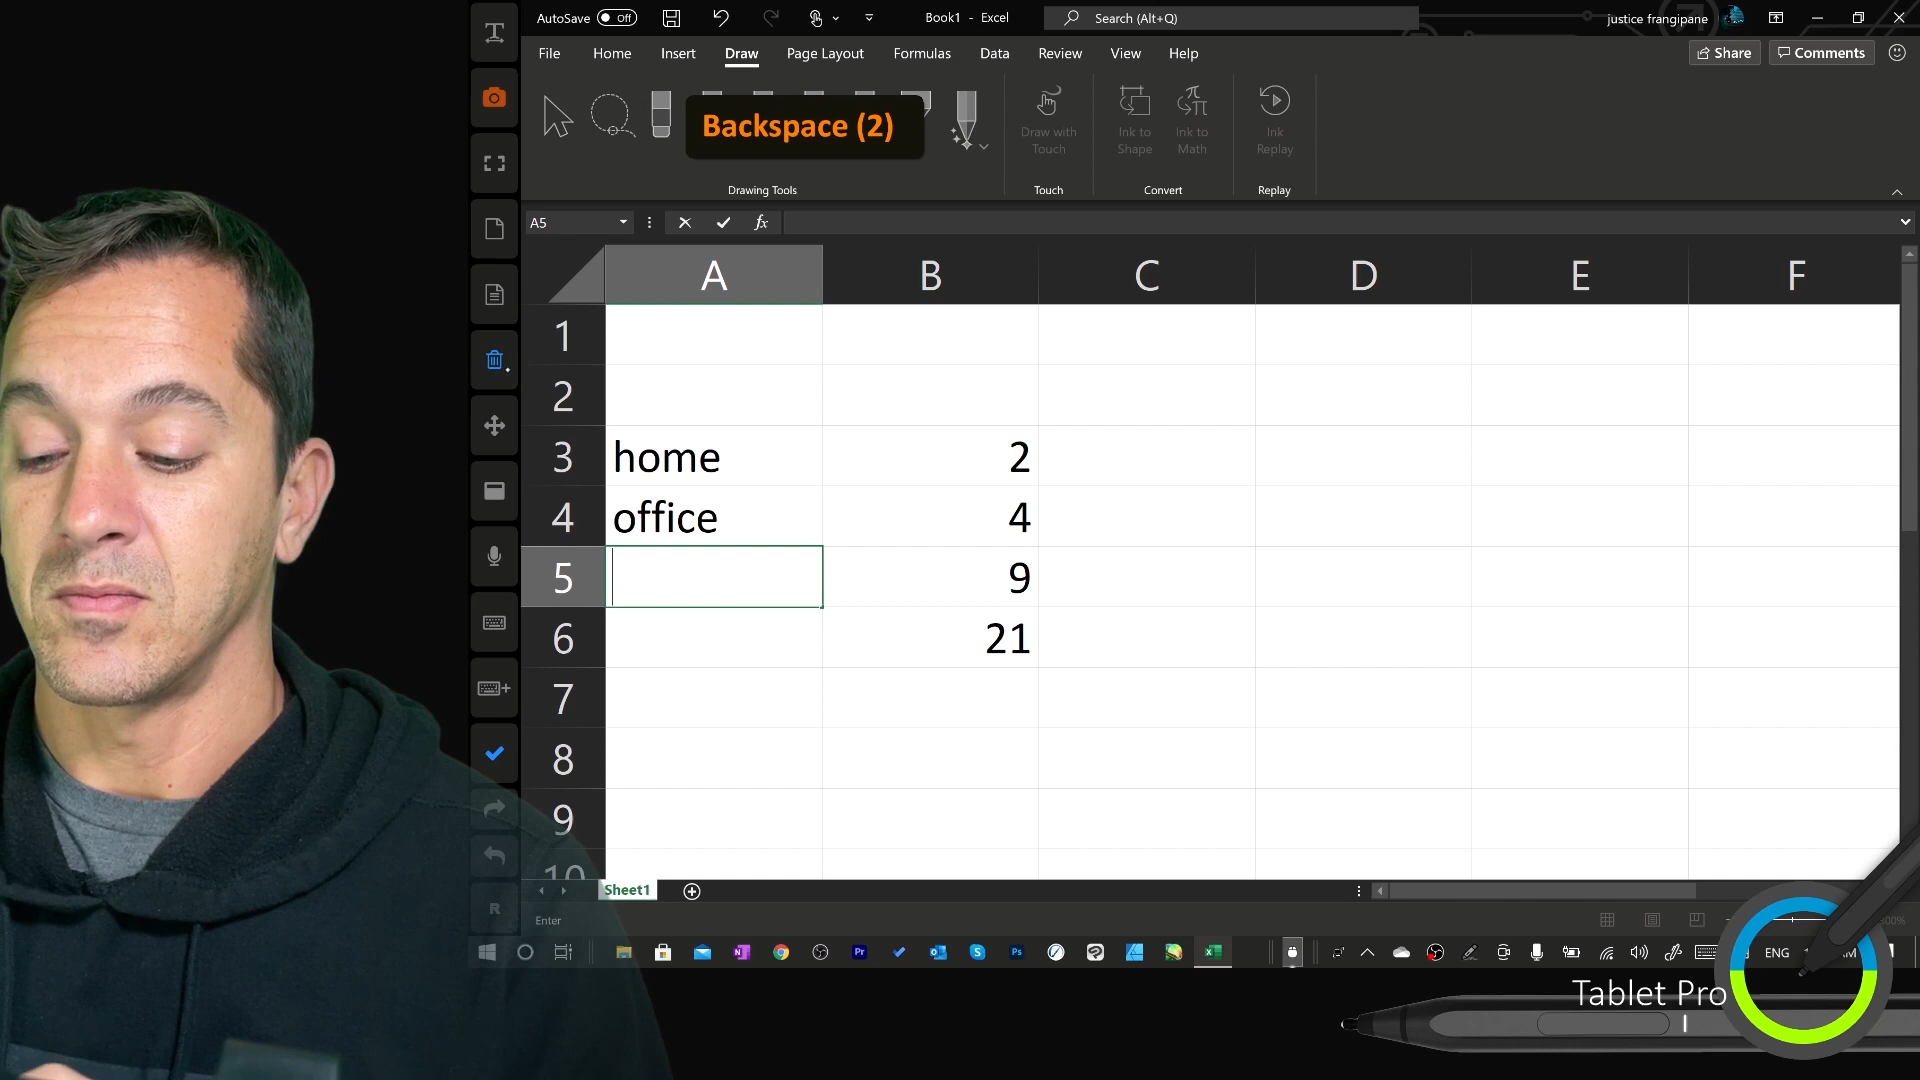 AutoSave Off
Book1 - Excel
Search (Alt+Q)
justice frangipane
File Home Insert Draw Page Layout Formulas Data Review View Help
Share
Comments
Backspace (2)
Draw with Touch
Ink to Shape
Ink to Math
Ink Replay
Drawing Tools
Touch
Convert
Replay
A5
fx
A B C D E F
1
2
3 home 2
4 office 4
5 9
6 21
7
8
9
10
Sheet1
R
Enter
ENG
Tablet Pro